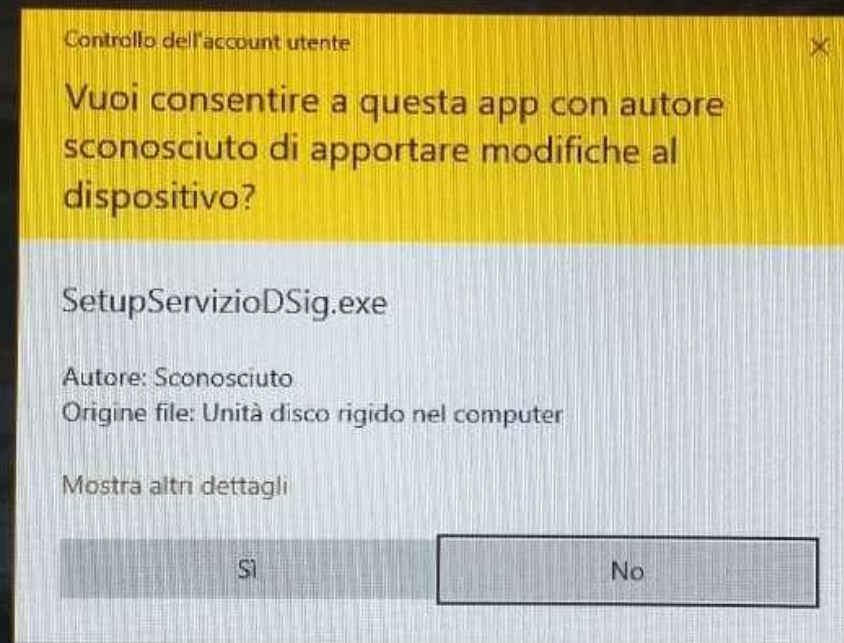 Controllo dell'account utente
Vuoi consentire a questa app con autore
sconosciuto di apportare modifiche al
dispositivo?
SetupServizioDSig.exe
Autore: Sconosciuto
Origine file: Unità disco rigido nel computer
Mostra altri dettagli
Sì
No